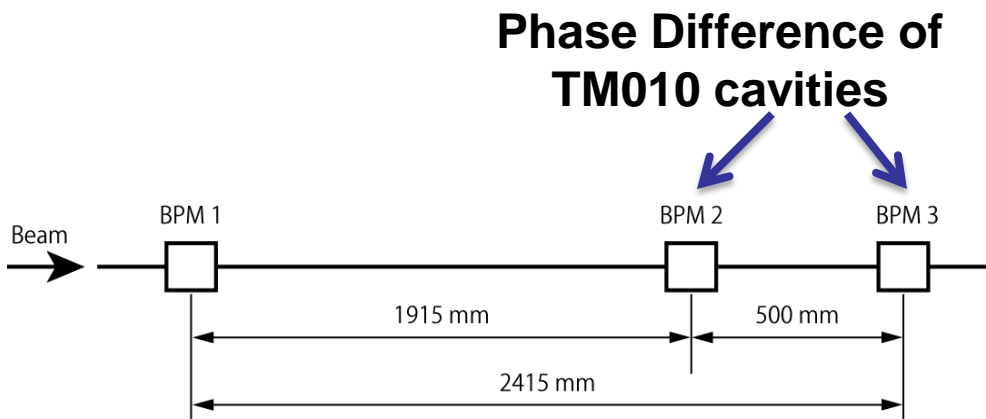 Phase Difference of
TM010 cavities
BPM 1
BPM 2
BPM 3
Beam
1915 mm
500 mm
2415 mm